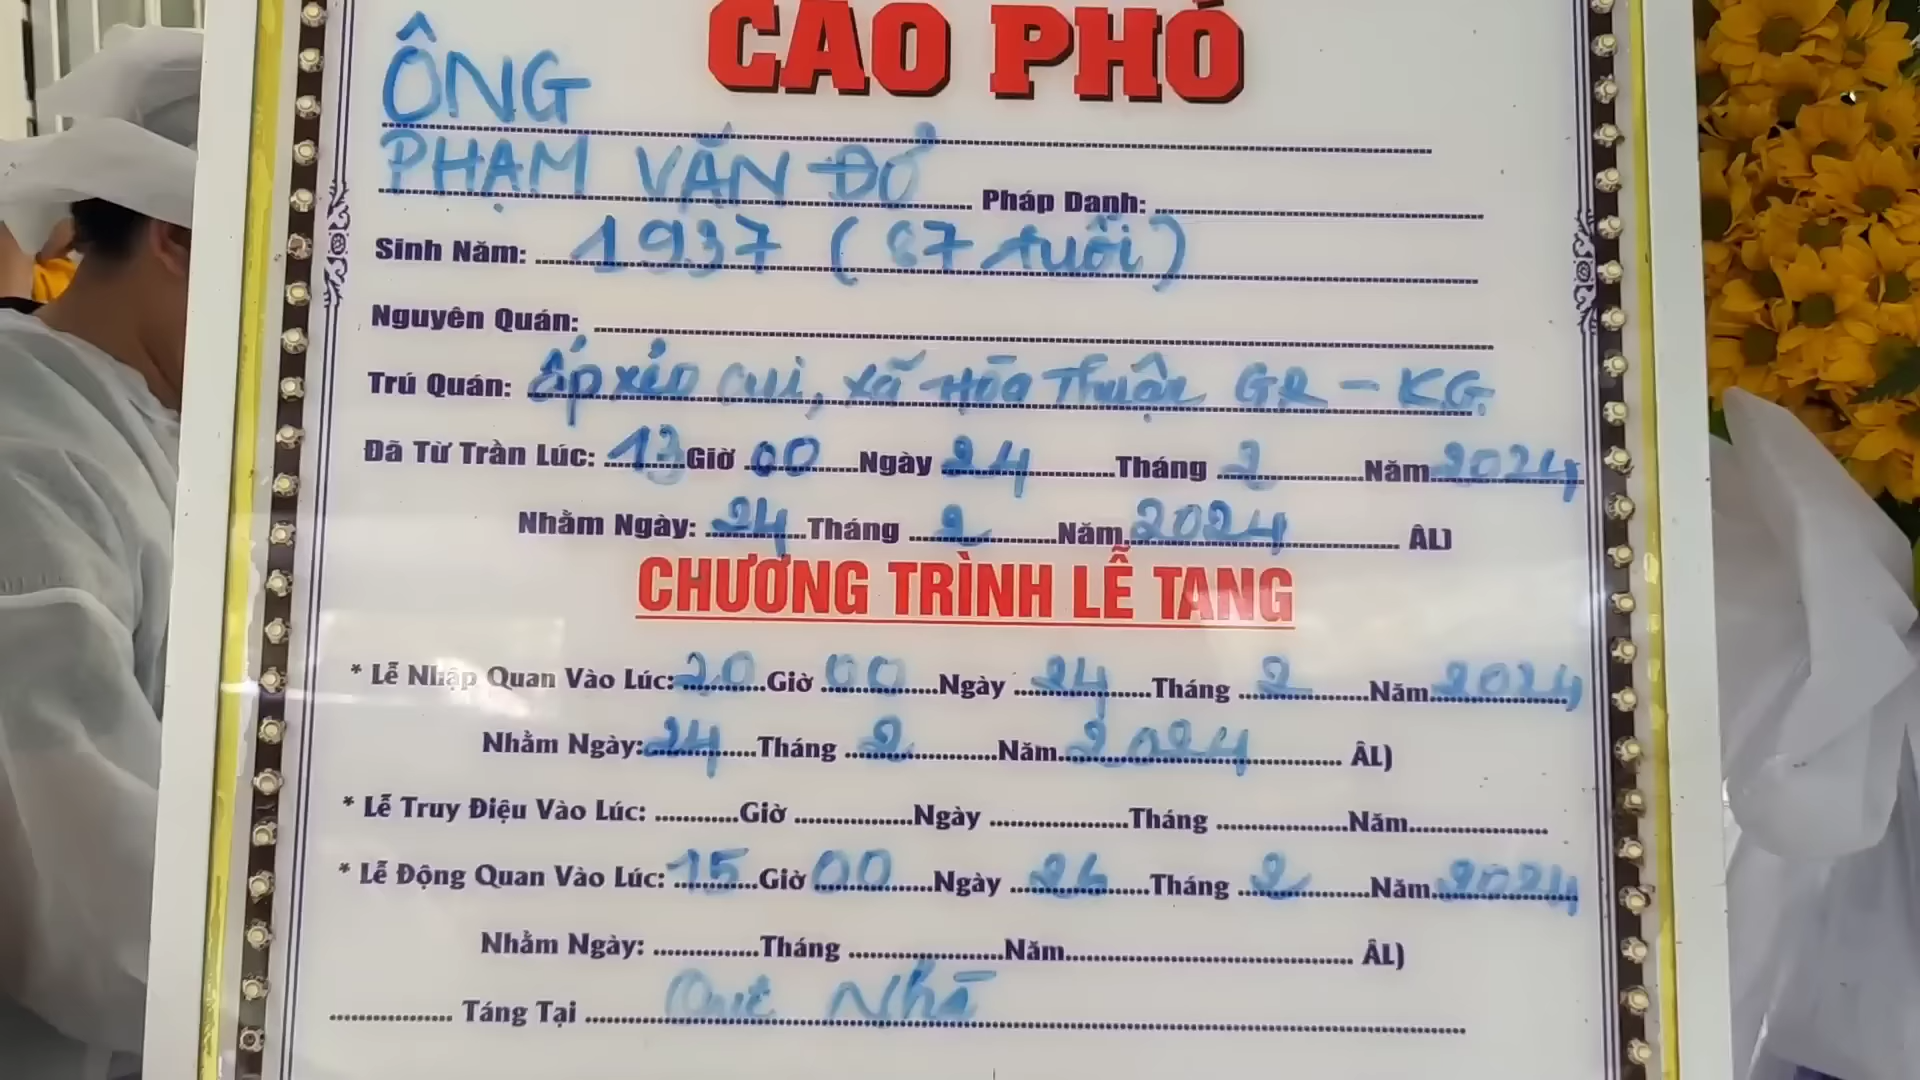 CÁO PHÓ
ÔNG
PHẠM VĂN ĐỞ Pháp Danh:
Sinh Năm: 1937 (87 tuổi)
Nguyên Quán:
Trú Quán: ấp xẻo cui, xã Hòa Thuận GR - KG.
Đã Từ Trần Lúc: 13 Giờ 00 Ngày 24 Tháng 2 Năm 2024
Nhằm Ngày: 24 Tháng 2 Năm 2024 ÂL)
CHƯƠNG TRÌNH LỄ TANG
* Lễ Nhập Quan Vào Lúc: 20 Giờ 00 Ngày 24 Tháng 2 Năm 2024
Nhằm Ngày: 24 Tháng 2 Năm 2024 ÂL)
* Lễ Truy Điệu Vào Lúc: Giờ Ngày Tháng Năm
* Lễ Động Quan Vào Lúc: 15 Giờ 00 Ngày 26 Tháng 2 Năm 2024
Nhằm Ngày: Tháng Năm ÂL)
Táng Tại Nhà